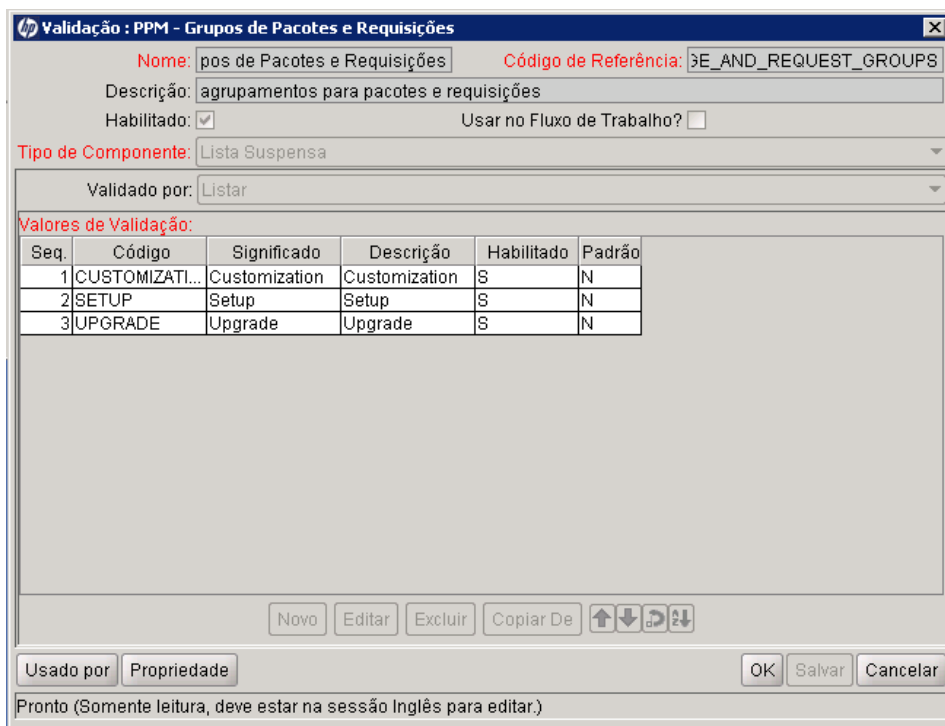 Validação : PPM - Grupos de Pacotes e Requisições
Nome: pos de Pacotes e Requisições Código de Referência: GE_AND_REQUEST_GROUPS
Descrição: agrupamentos para pacotes e requisições
Habilitado: Usar no Fluxo de Trabalho?
Tipo de Componente: Lista Suspensa
Validado por: Listar
Valores de Validação:
Seq. Código Significado Descrição Habilitado Padrão
1 CUSTOMIZATI... Customization Customization S N
2 SETUP Setup Setup S N
3 UPGRADE Upgrade Upgrade S N
Novo Editar Excluir Copiar De
Usado por Propriedade OK Salvar Cancelar
Pronto (Somente leitura, deve estar na sessão Inglês para editar.)